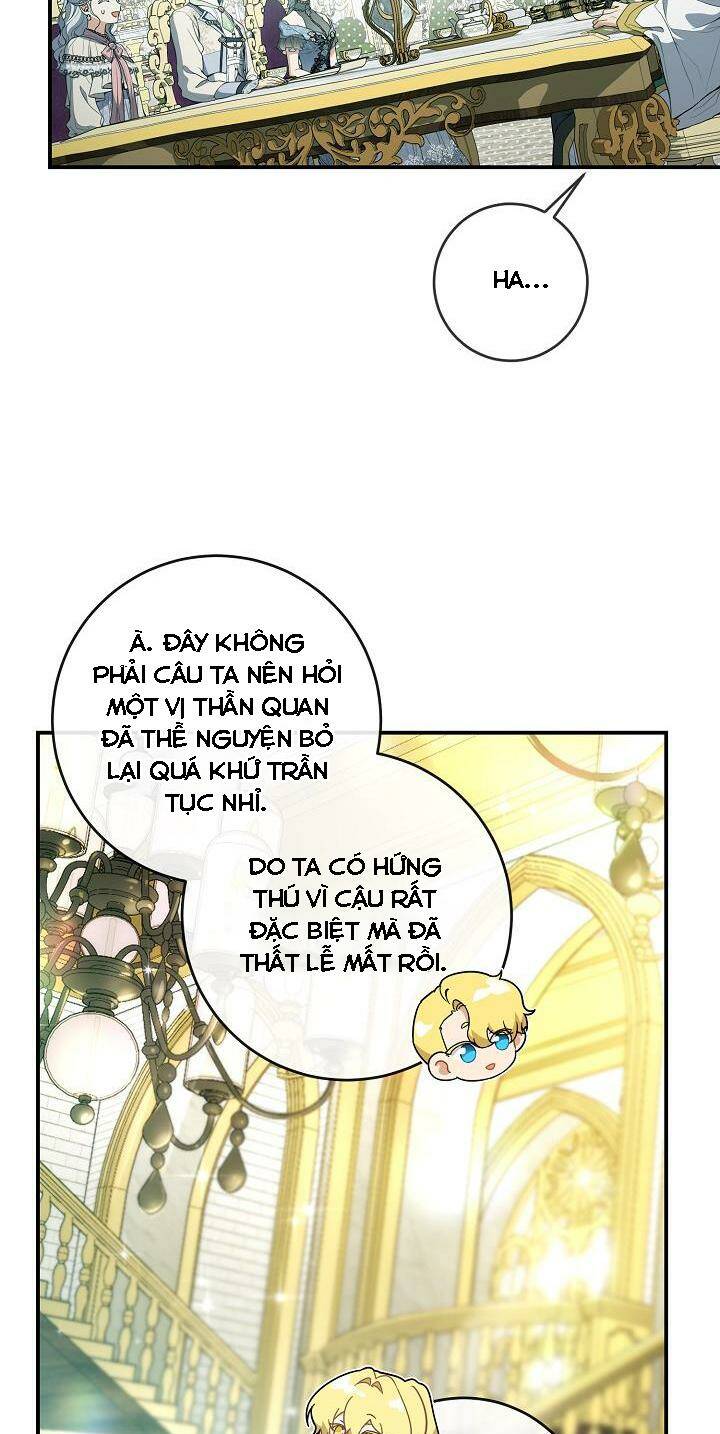 HA...
À. ĐÂY KHÔNG
PHẢI CÂU TA NÊN HỎI
MỘT VỊ THẦN QUAN
ĐÃ THỀ NGUYỆN BỎ
LẠI QUÁ KHỨ TRẦN
TỤC NHỈ.
DO TA CÓ HỨNG
THÚ VÌ CẬU RẤT
ĐẶC BIỆT MÀ ĐÃ
THẤT LỄ MẤT RỒI.